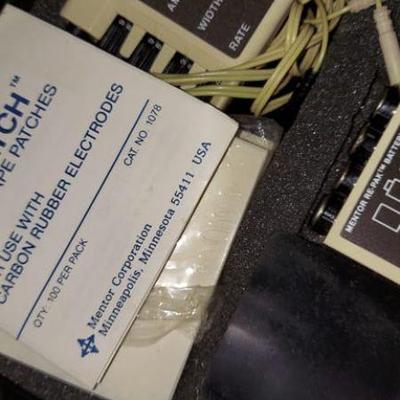 WIDTH
RATE
TCH™
PE PATCHES
USE WITH
CARBON RUBBER ELECTRODES
CAT. NO. 1078
QTY: 100 PER PACK
Mentor Corporation
Minneapolis, Minnesota 55411 USA
MENTOR RE-PAK™ BATTER